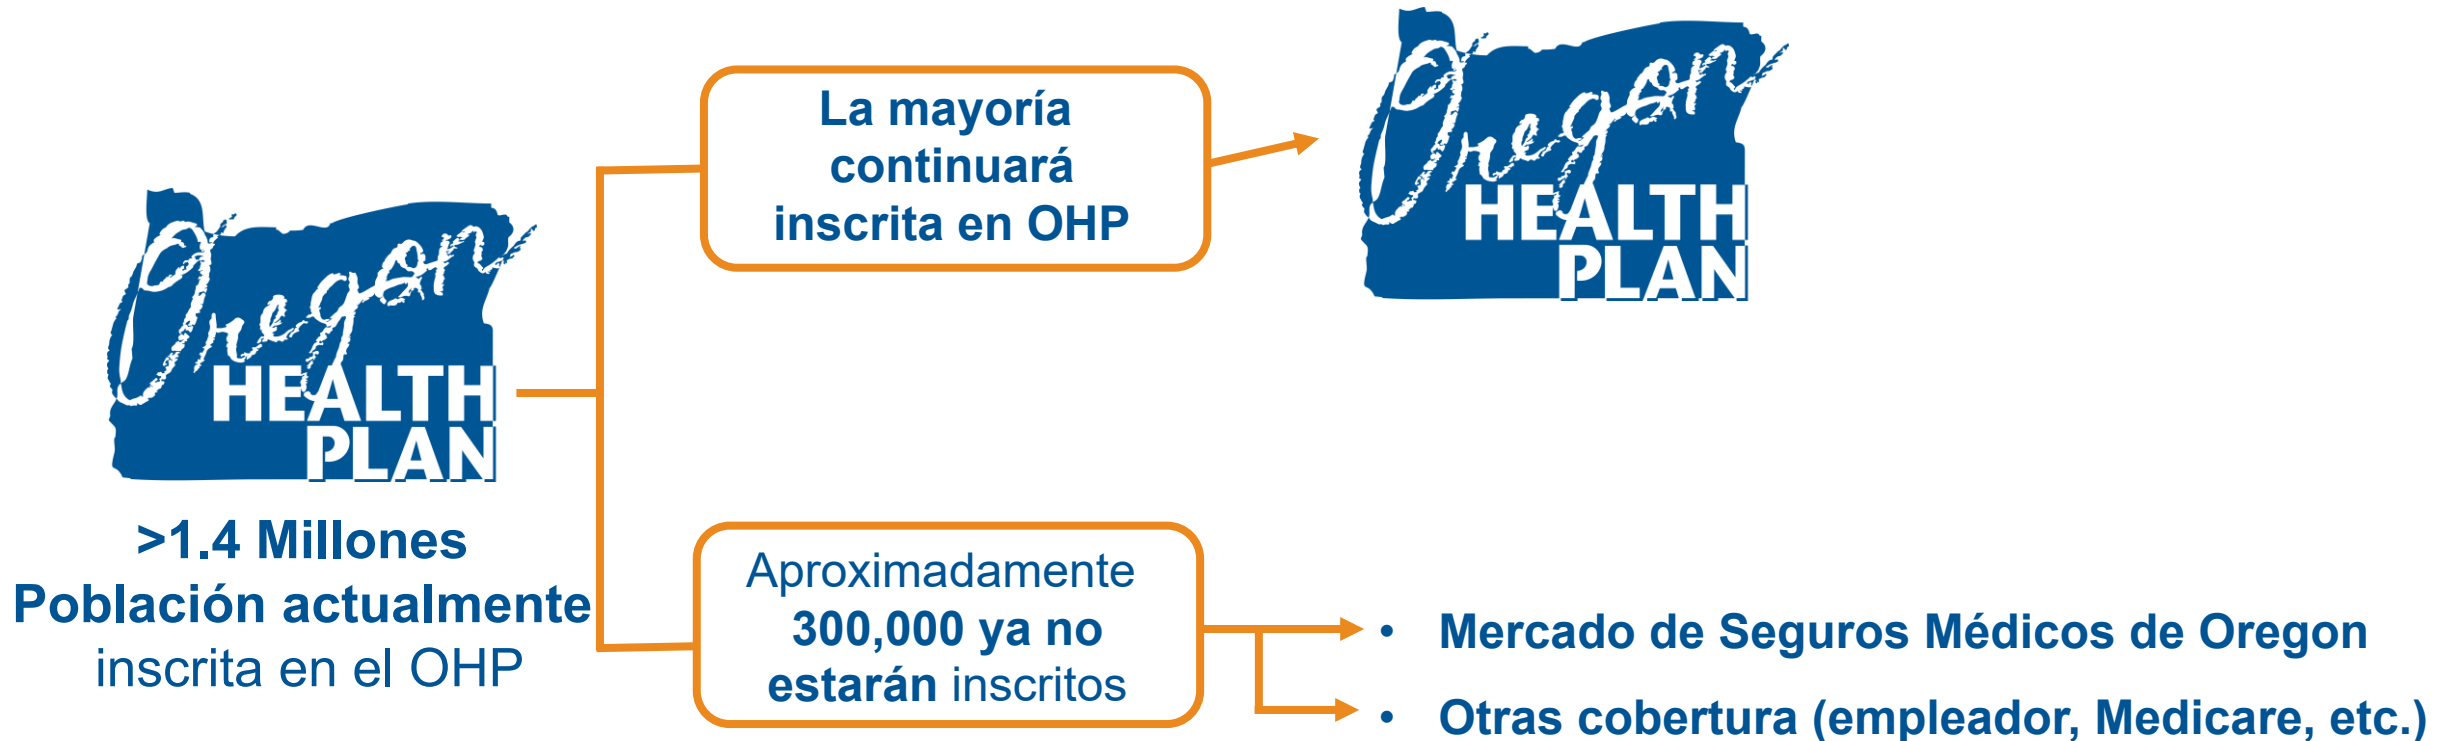 Oregon
HEALTH
PLAN
>1.4 Millones
Población actualmente
inscrita en el OHP
La mayoría
continuará
inscrita en OHP
Oregon
HEALTH
PLAN
Aproximadamente
300,000 ya no
estarán inscritos
• Mercado de Seguros Médicos de Oregon
• Otras cobertura (empleador, Medicare, etc.)